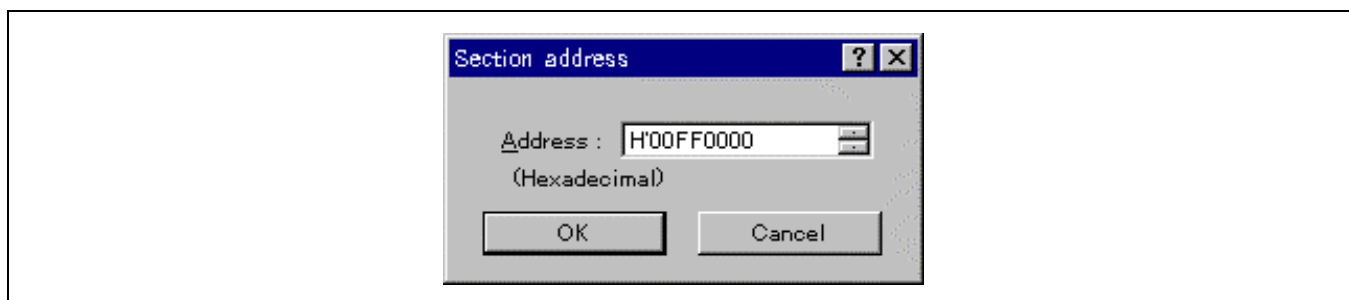 Section address
Address : H'00FF0000
(Hexadecimal)
OK Cancel